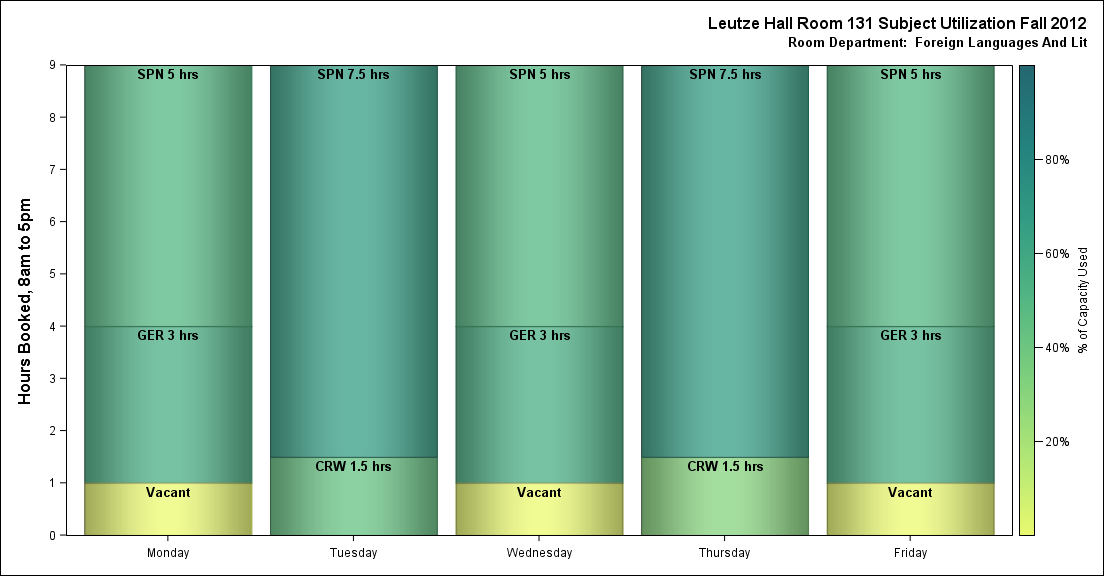 Leutze Hall Room 131 Subject Utilization Fall 2012
Room Department:  Foreign Languages And Lit
Hours Booked, 8am to 5pm
9
8
7
6
5
4
3
2
1
0
SPN 5 hrs
GER 3 hrs
Vacant
SPN 7.5 hrs
CRW 1.5 hrs
SPN 5 hrs
GER 3 hrs
Vacant
SPN 7.5 hrs
CRW 1.5 hrs
SPN 5 hrs
GER 3 hrs
Vacant
Monday
Tuesday
Wednesday
Thursday
Friday
80%
60%
40%
20%
% of Capacity Used